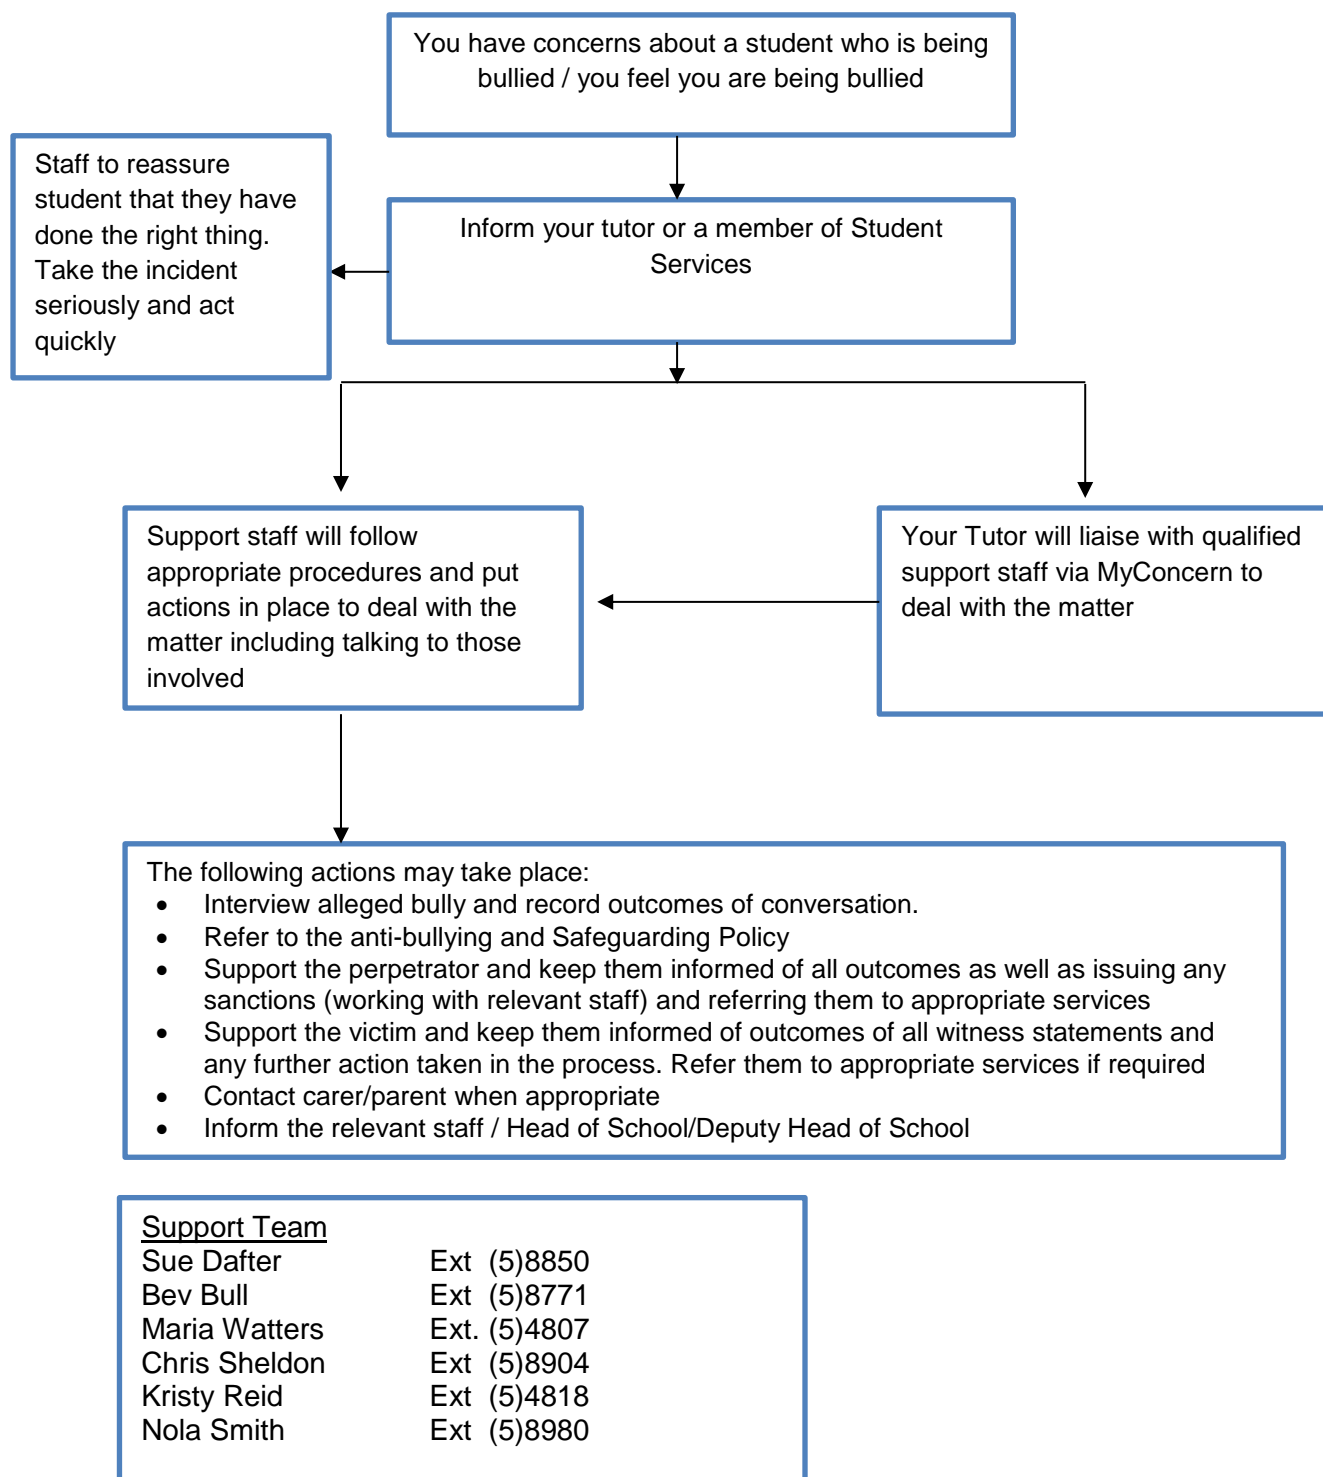 You have concerns about a student who is being
bullied / you feel you are being bullied
Staff to reassure
student that they have
done the right thing.
Take the incident
seriously and act
quickly
Inform your tutor or a member of Student
Services
Support staff will follow
appropriate procedures and put
actions in place to deal with the
matter including talking to those
involved
Your Tutor will liaise with qualified
support staff via MyConcern to
deal with the matter
The following actions may take place:
• Interview alleged bully and record outcomes of conversation.
• Refer to the anti-bullying and Safeguarding Policy
• Support the perpetrator and keep them informed of all outcomes as well as issuing any
sanctions (working with relevant staff) and referring them to appropriate services
• Support the victim and keep them informed of outcomes of all witness statements and
any further action taken in the process. Refer them to appropriate services if required
• Contact carer/parent when appropriate
• Inform the relevant staff / Head of School/Deputy Head of School
Support Team
Sue Dafter Ext (5)8850
Bev Bull Ext (5)8771
Maria Watters Ext. (5)4807
Chris Sheldon Ext (5)8904
Kristy Reid Ext (5)4818
Nola Smith Ext (5)8980